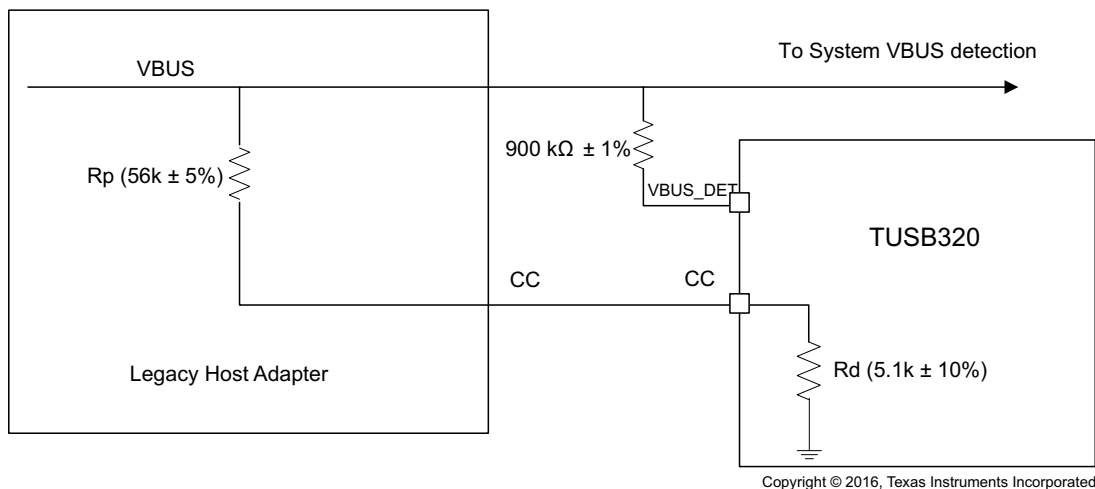 To System VBUS detection
VBUS
900 kΩ ± 1%
Rp (56k ± 5%)
VBUS_DET
TUSB320
CC
CC
Legacy Host Adapter
Rd (5.1k ± 10%)
Copyright © 2016, Texas Instruments Incorporated